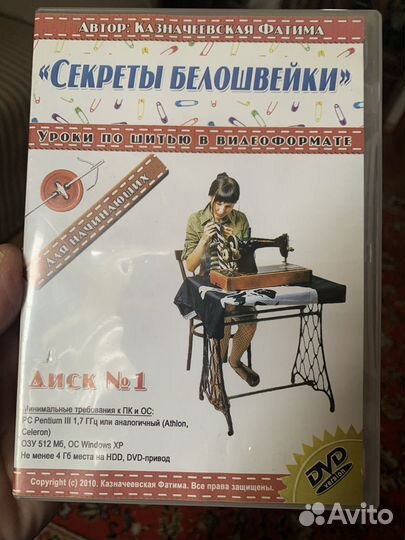 Автор: Казначеевская Фатима
«Секреты белошвейки»
Уроки по шитью в видеоформате
для начинающих
Диск №1
Минимальные требования к ПК и ОС:
PC Pentium III 1,7 ГГц или аналогичный (Athlon,
Celeron)
ОЗУ 512 Мб, ОС Windows XP
Не менее 4 Гб места на HDD, DVD-привод
DVD
version
Copyright (c) 2010. Казначеевская Фатима. Все права защищены.
Avito